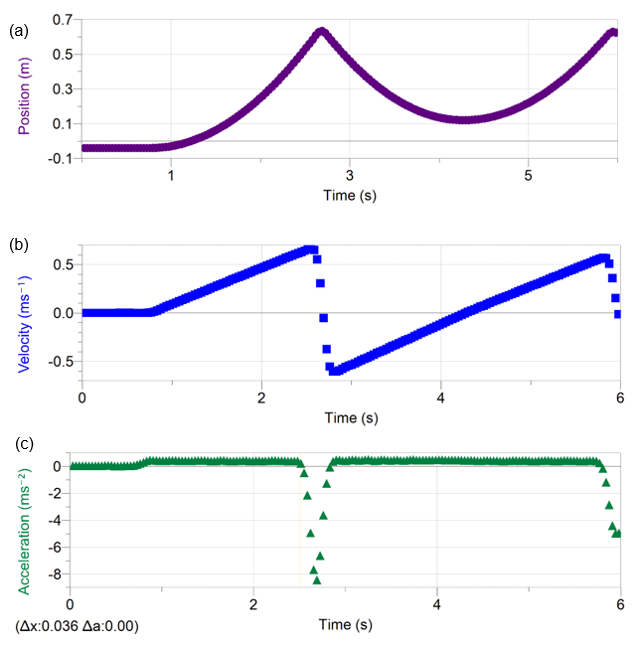 (a)
Position (m)
0.7
0.5
0.3
0.1
-0.1
1
3
5
Time (s)
(b)
Velocity (ms⁻¹)
0.5
0.0
-0.5
0
2
4
6
Time (s)
(c)
Acceleration (ms⁻²)
0
-2
-4
-6
-8
0
2
4
6
(Δx:0.036 Δa:0.00)
Time (s)